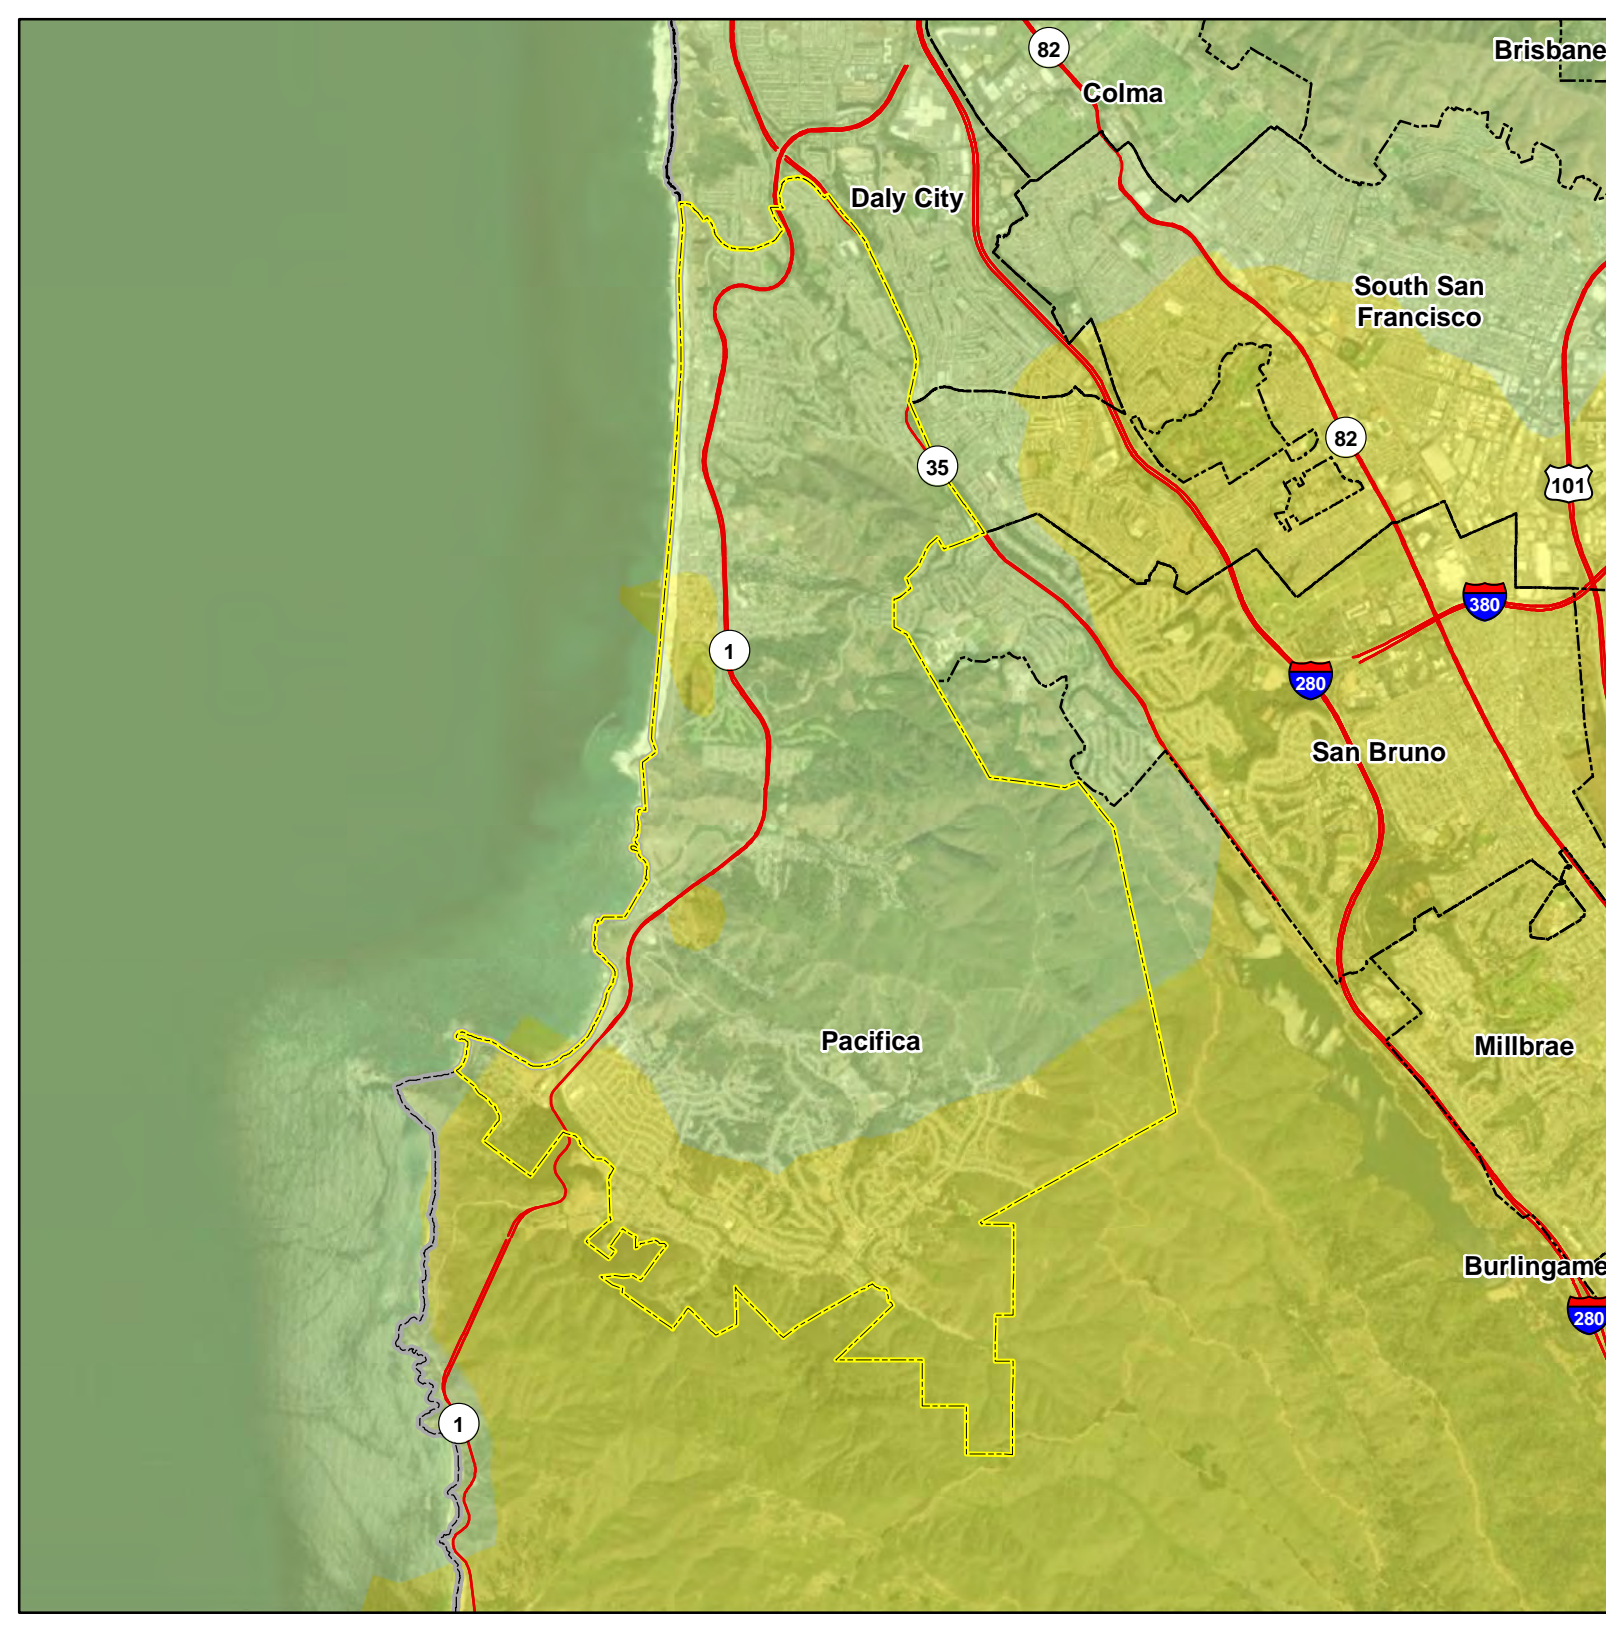 Brisbane
82
Colma
Daly City
South San
Francisco
82
35
101
380
1
280
San Bruno
Pacifica
Millbrae
Burlingame
280
1